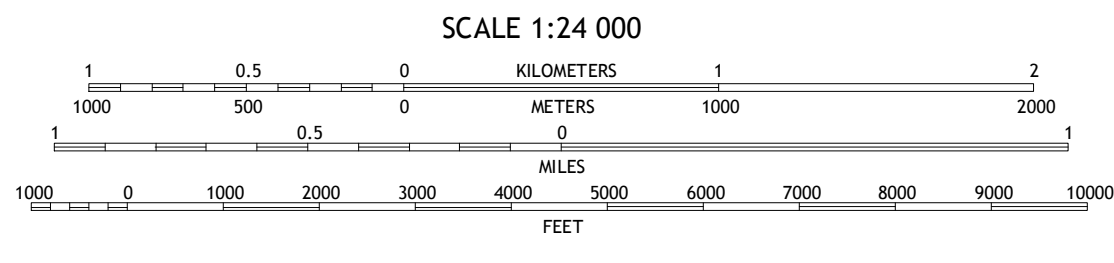 SCALE 1:24 000
1 0.5 0 KILOMETERS 1 2
1000 500 0 METERS 1000 2000
1 0.5 0 1
MILES
1000 0 1000 2000 3000 4000 5000 6000 7000 8000 9000 10000
FEET